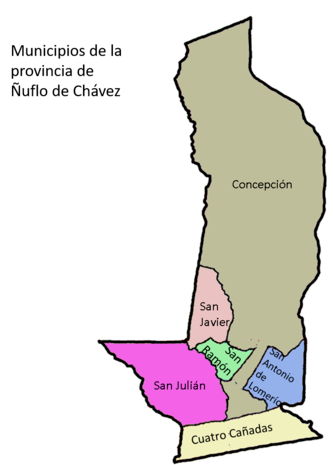 Municipios de la
provincia de
Ñuflo de Chávez
Concepción
San
Javier
San
Ramón
San
Antonio
de
Lomerío
San Julián
Cuatro Cañadas